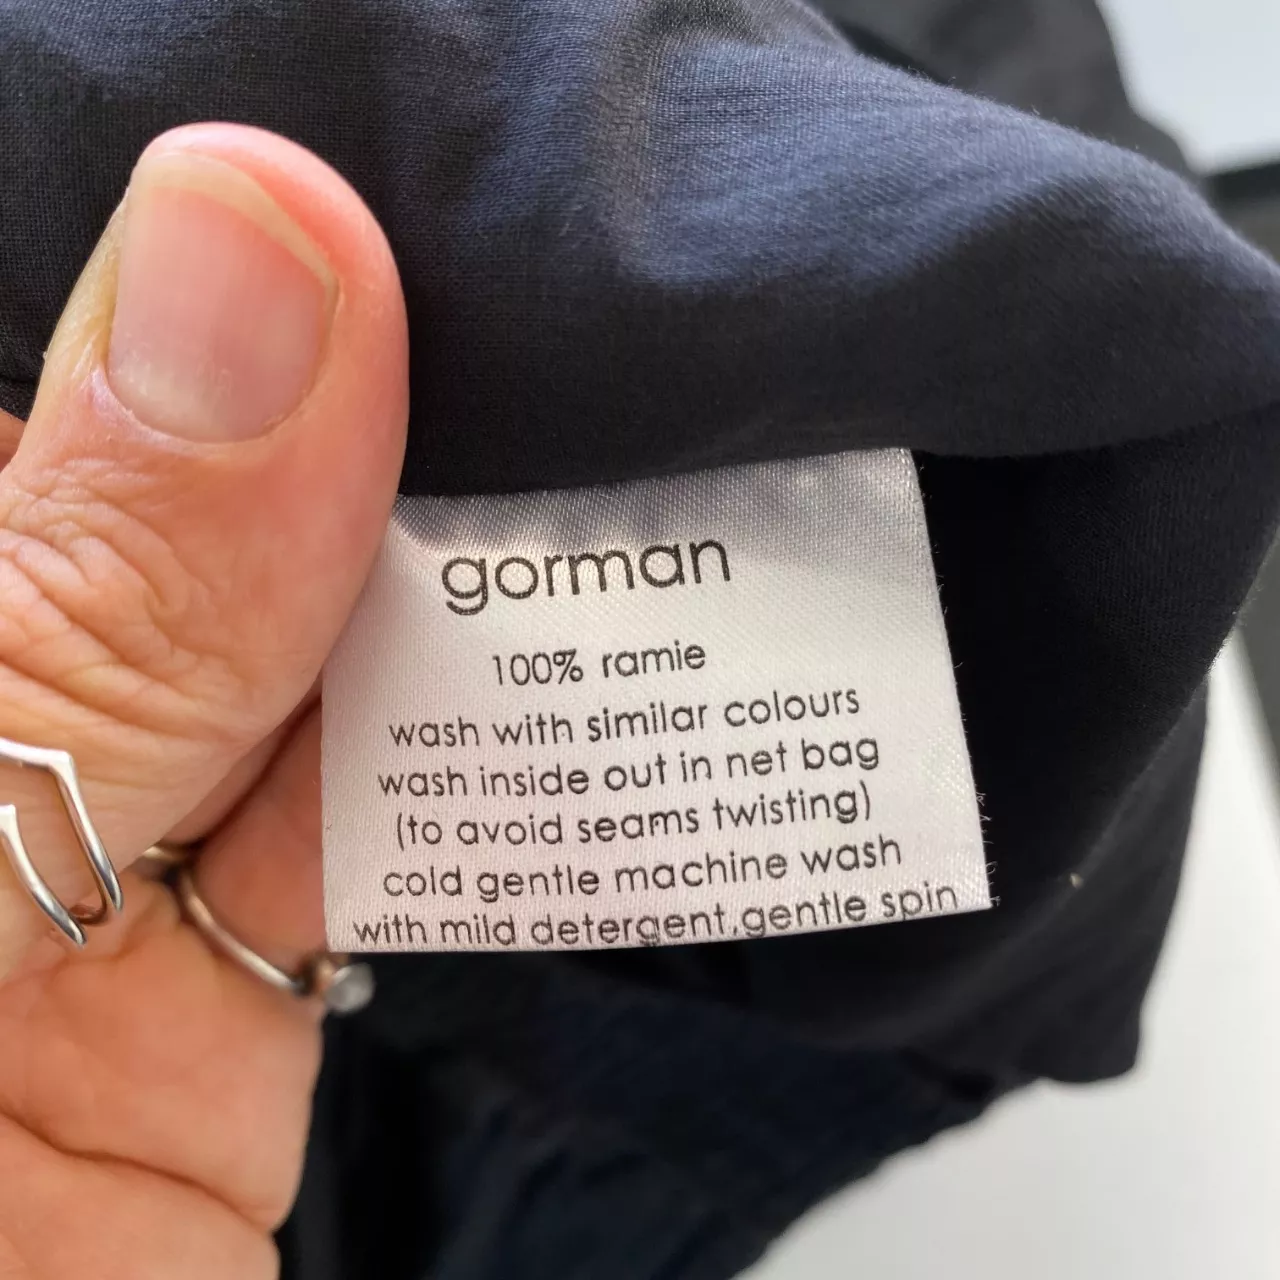 gorman
100% ramie
wash with similar colours
wash inside out in net bag
(to avoid seams twisting)
cold gentle machine wash
with mild detergent.gentle spin